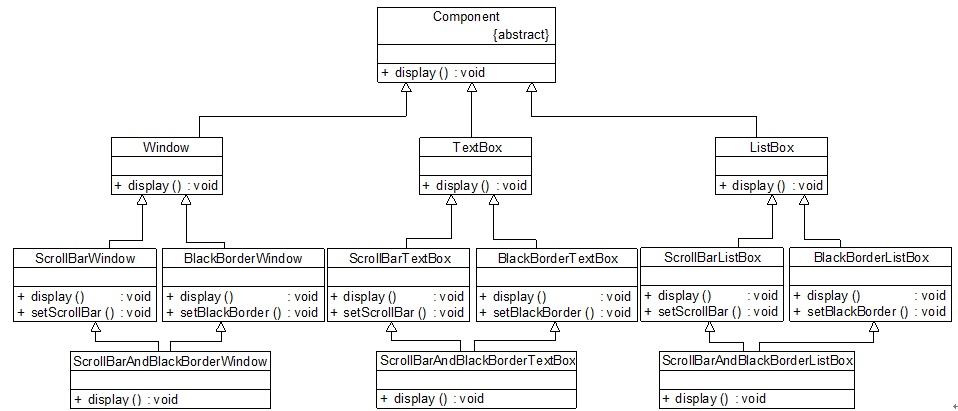 Component
{abstract}
+ display () : void
Window
+ display () : void
TextBox
+ display () : void
ListBox
+ display () : void
ScrollBarWindow
+ display () : void
+ setScrollBar () : void
BlackBorderWindow
+ display () : void
+ setBlackBorder () : void
ScrollBarTextBox
+ display () : void
+ setScrollBar () : void
BlackBorderTextBox
+ display () : void
+ setBlackBorder () : void
ScrollBarListBox
+ display () : void
+ setScrollBar () : void
BlackBorderListBox
+ display () : void
+ setBlackBorder () : void
ScrollBarAndBlackBorderWindow
+ display () : void
ScrollBarAndBlackBorderTextBox
+ display () : void
ScrollBarAndBlackBorderListBox
+ display () : void